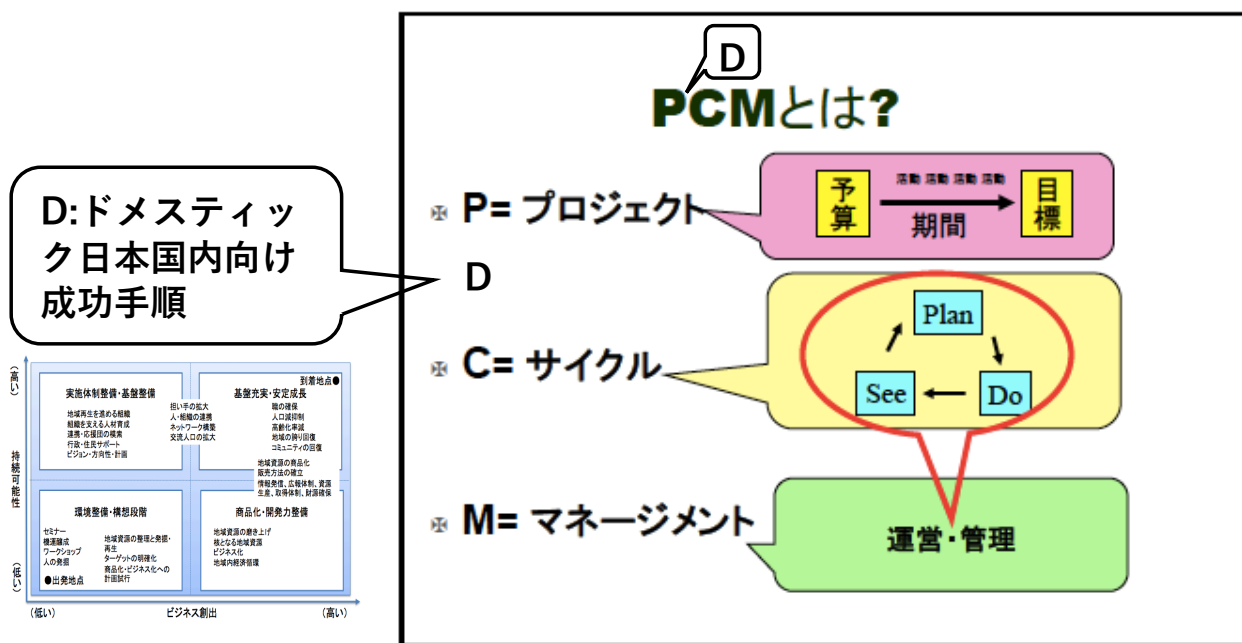 D
PCMとは?
D:ドメスティッ
ク日本国内向け
成功手順
P= プロジェクト
予算
活動 活動 活動 活動
期間
目標
D
C= サイクル
Plan
Do
See
M= マネージメント
運営・管理
(高い)
持続可能性
(低い)
実施体制整備・基盤整備
地域再生を進める組織
組織を支える人材育成
連携・応援団の模索
行政・住民サポート
ビジョン・方向性・計画
担い手の拡大
人・組織の連携
ネットワーク構築
交流人口の拡大
到着地点●
基盤充実・安定成長
職の確保
人口減抑制
高齢化率減
地域の誇り回復
コミュニティの回復
地域資源の商品化
販売方法の確立
情報発信、広報体制、資源
生産、取得体制、財源確保
環境整備・構想段階
セミナー
機運醸成
ワークショップ
人の発掘
●出発地点
地域資源の整理と発掘・
再生
ターゲットの明確化
商品化・ビジネス化への
計画試行
商品化・開発力整備
地域資源の磨き上げ
核となる地域資源
ビジネス化
地域内経済循環
(低い)
ビジネス創出
(高い)